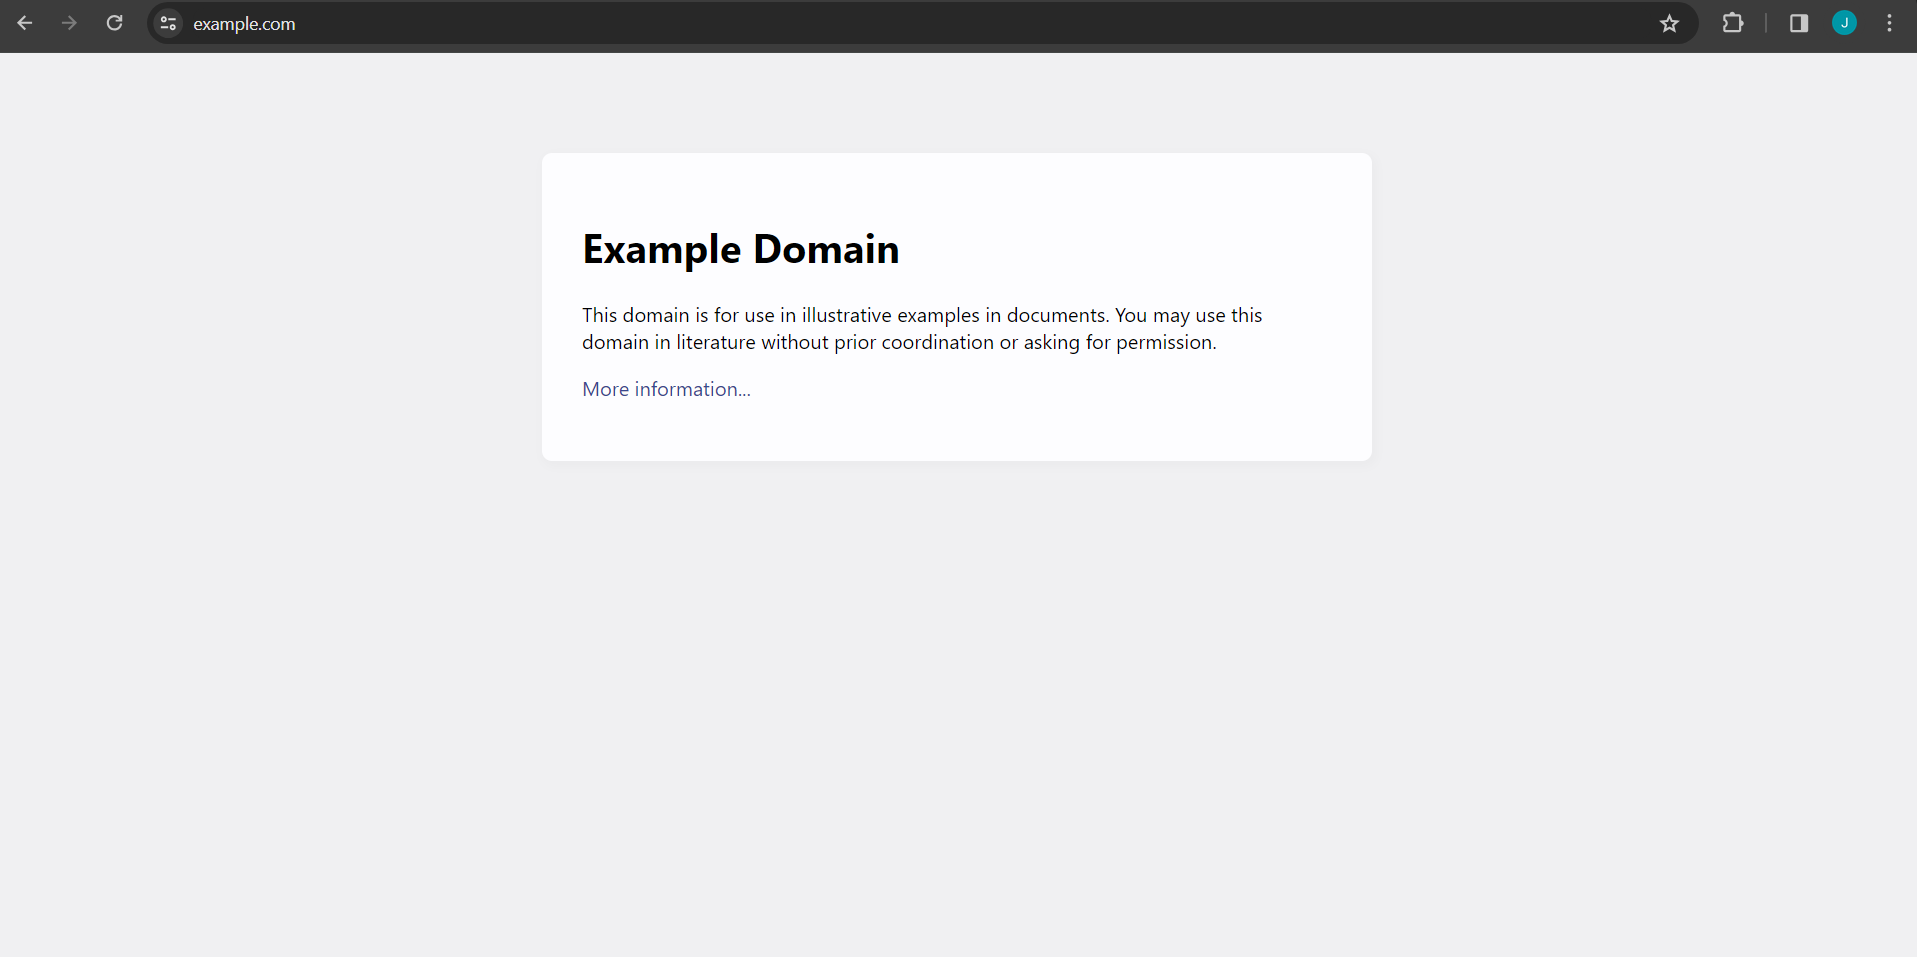 example.com
J
Example Domain
This domain is for use in illustrative examples in documents. You may use this
domain in literature without prior coordination or asking for permission.
More information...